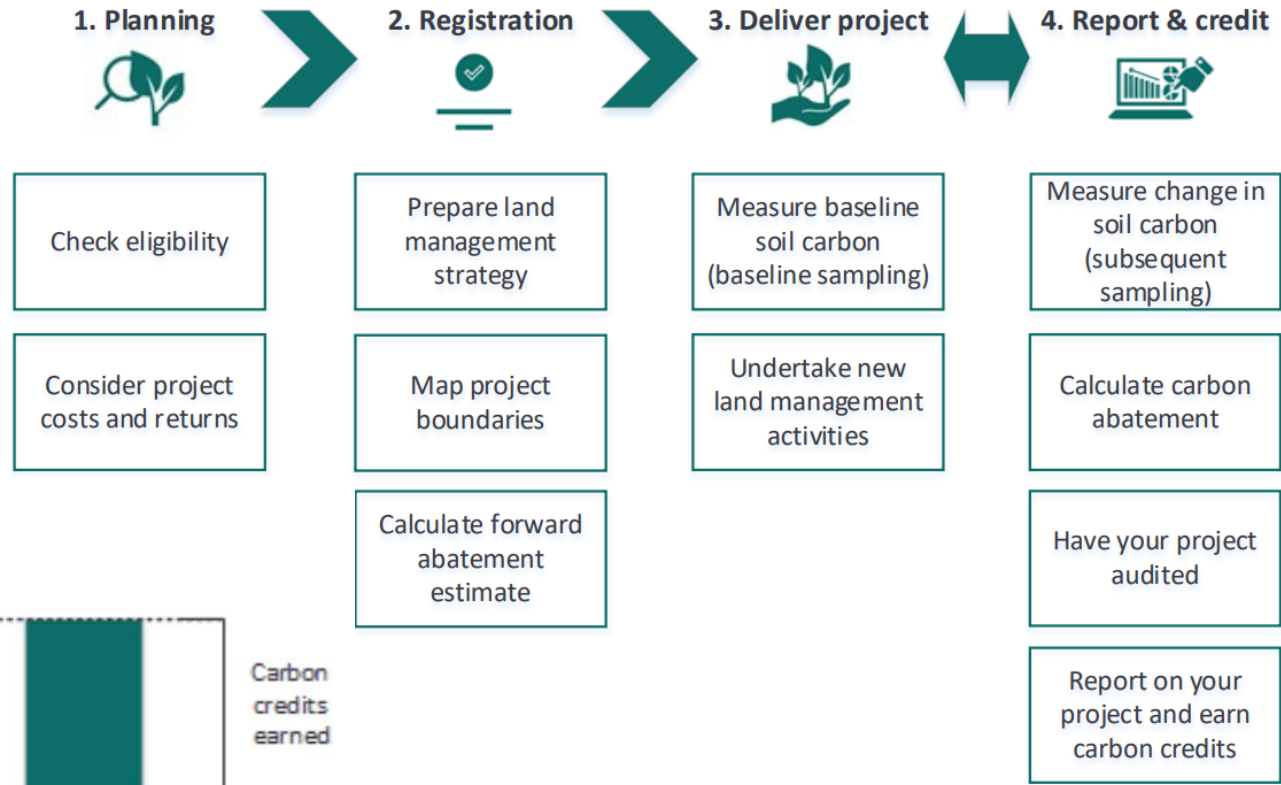 1. Planning
2. Registration
3. Deliver project
4. Report & credit
Check eligibility
Consider project
costs and returns
Prepare land
management
strategy
Map project
boundaries
Calculate forward
abatement
estimate
Measure baseline
soil carbon
(baseline sampling)
Undertake new
land management
activities
Measure change in
soil carbon
(subsequent
sampling)
Calculate carbon
abatement
Have your project
audited
Report on your
project and earn
carbon credits
Carbon
credits
earned